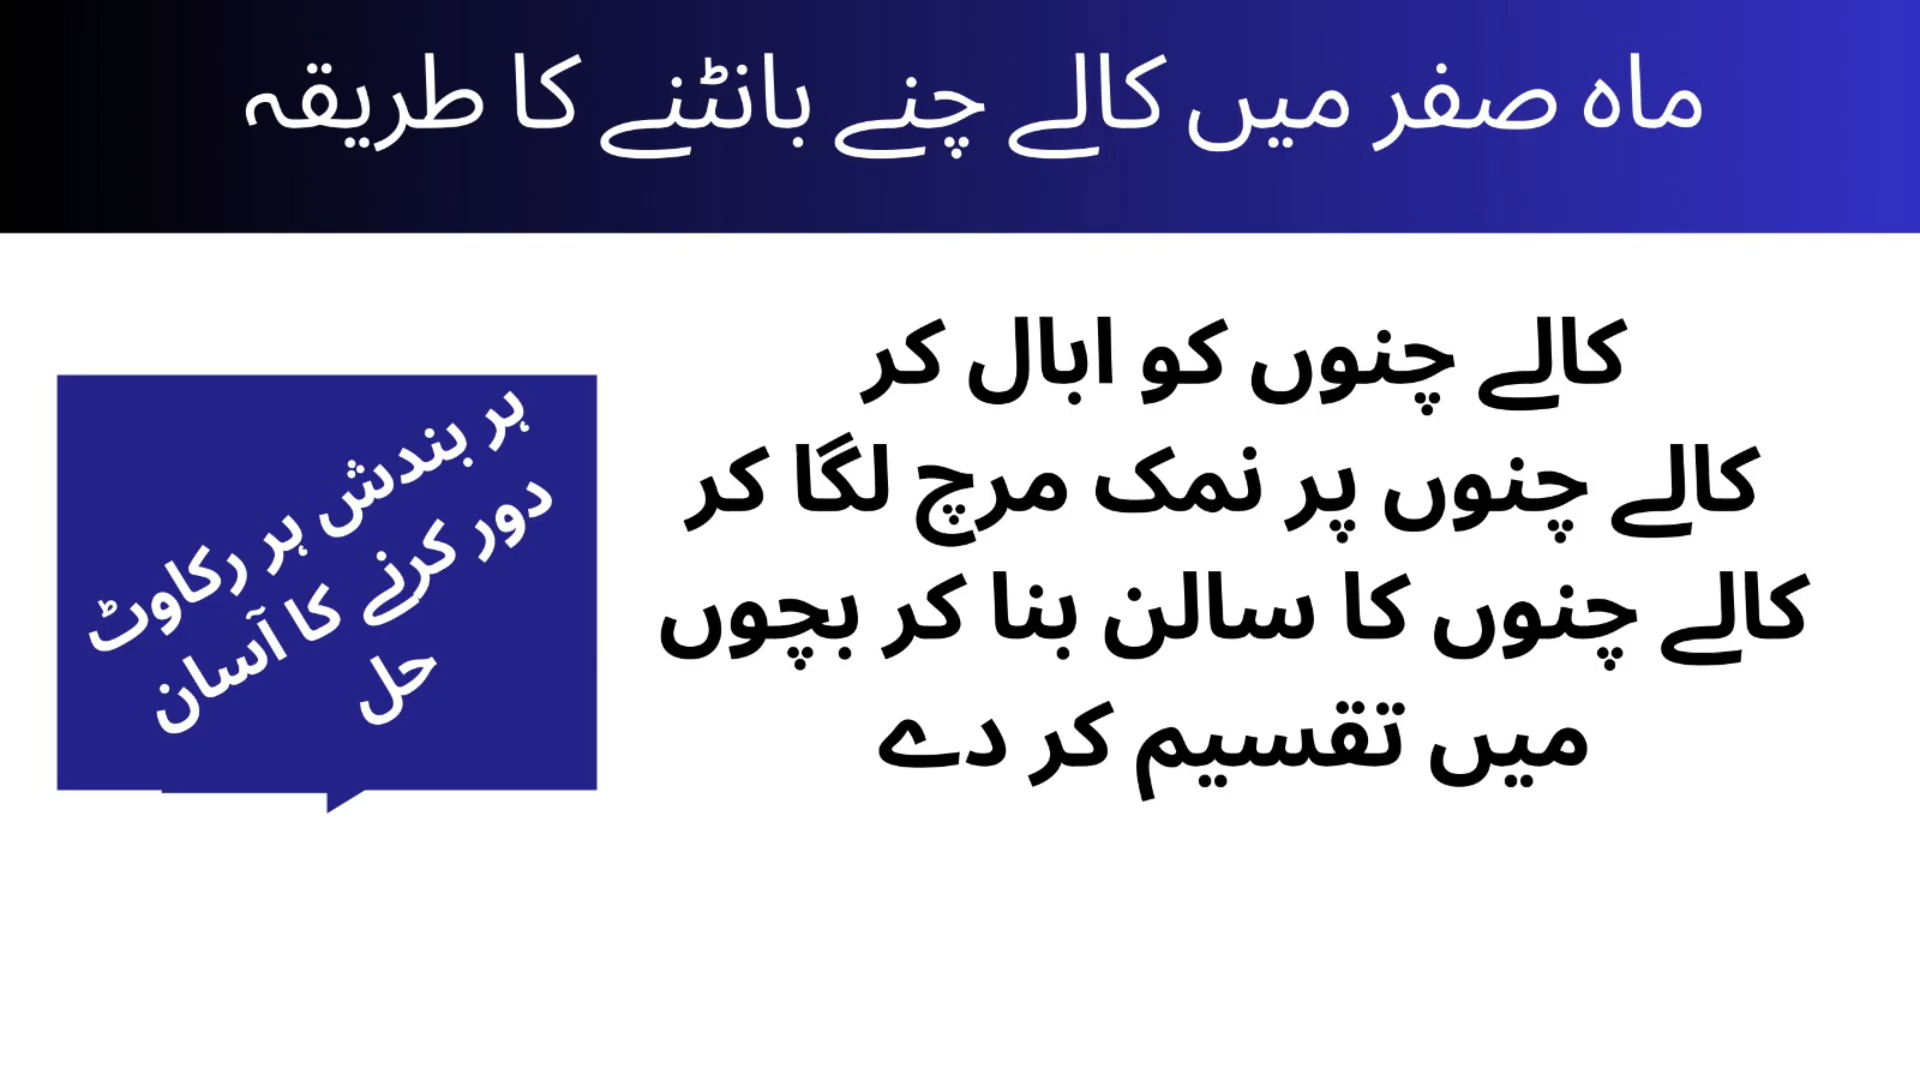 ماہ صفر میں کالے چنے بانٹنے کا طریقہ
کالے چنوں کو ابال کر
کالے چنوں پر نمک مرچ لگا کر
کالے چنوں کا سالن بنا کر بچوں
میں تقسیم کر دے
ہر بندش ہر رکاوٹ
دور کرنے کا آسان
حل